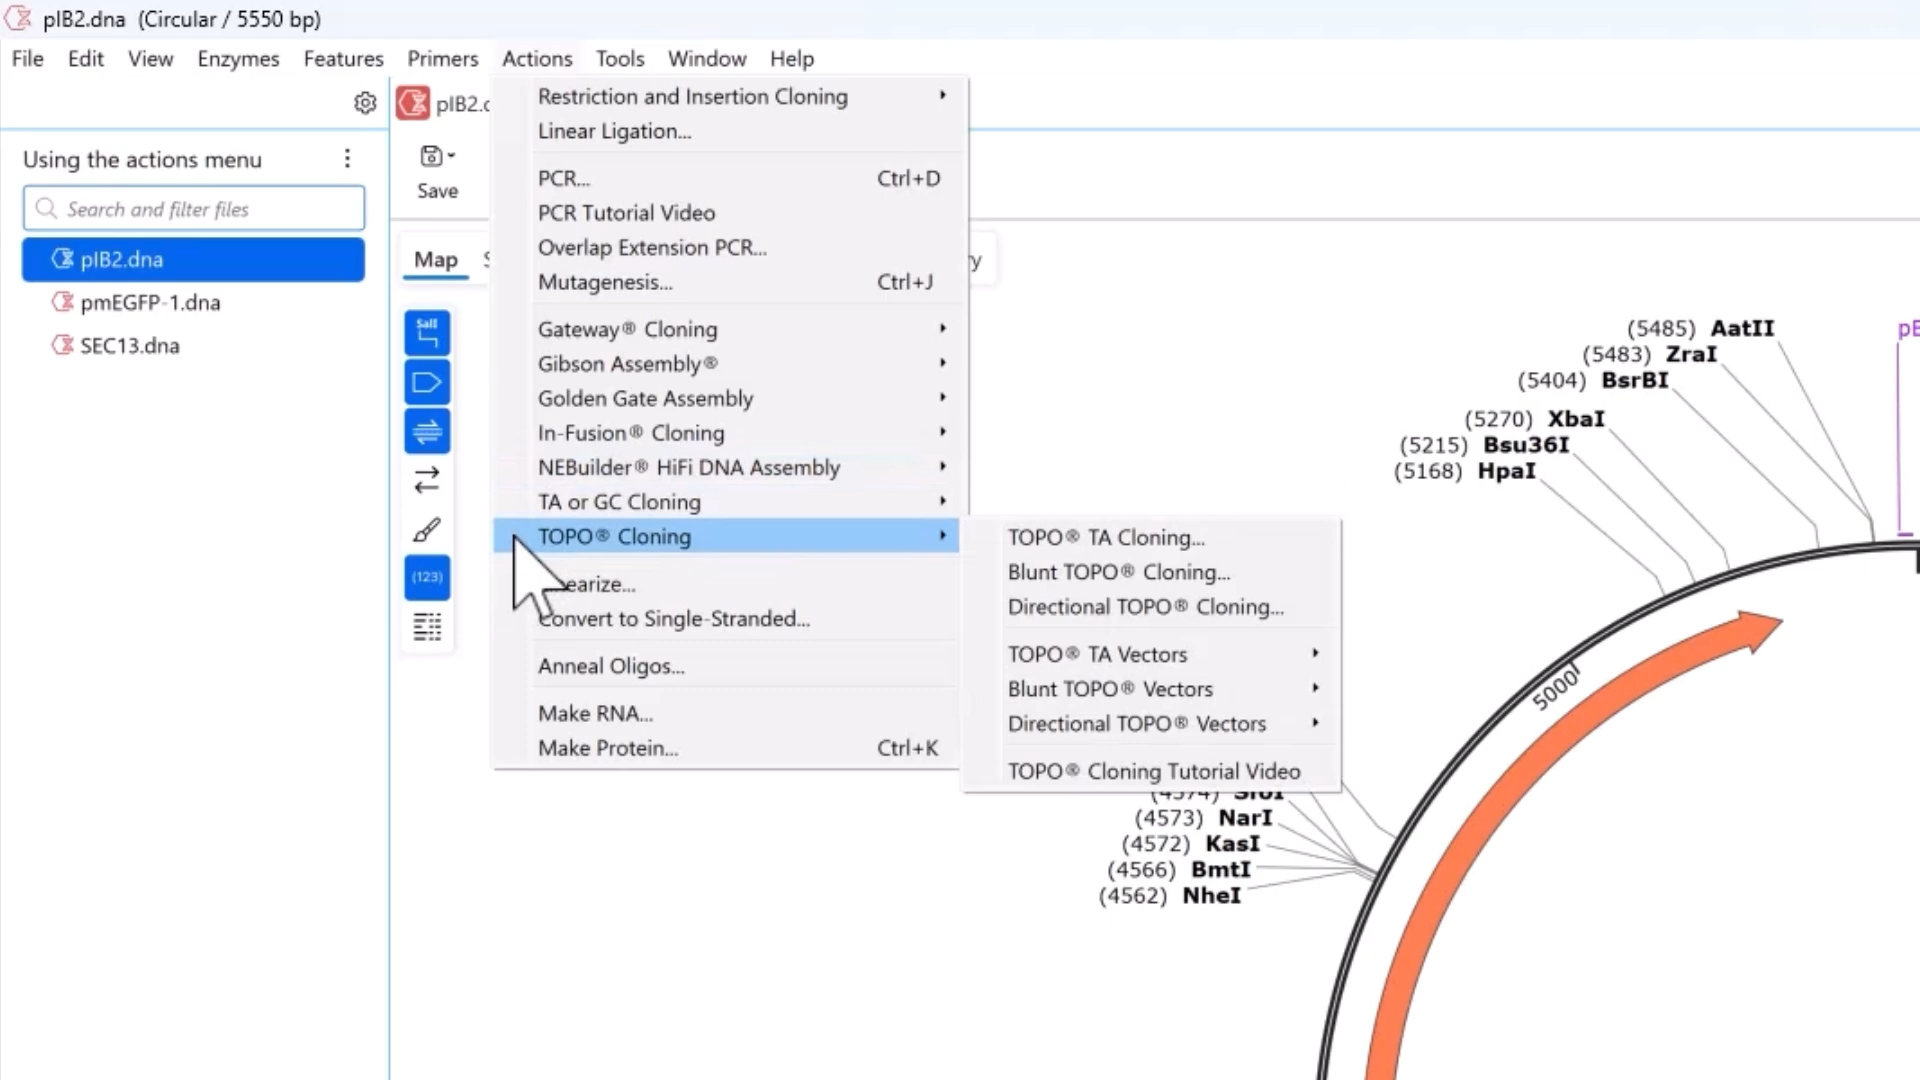 pIB2.dna (Circular / 5550 bp)
File Edit View Enzymes Features Primers Actions Tools Window Help
Using the actions menu
Search and filter files
pIB2.dna
pmEGFP-1.dna
SEC13.dna
pIB2.
Save
Map
SalI
(123)
Restriction and Insertion Cloning
Linear Ligation...
PCR... Ctrl+D
PCR Tutorial Video
Overlap Extension PCR...
Mutagenesis... Ctrl+J
Gateway® Cloning
Gibson Assembly®
Golden Gate Assembly
In-Fusion® Cloning
NEBuilder® HiFi DNA Assembly
TA or GC Cloning
TOPO® Cloning
earize...
Convert to Single-Stranded...
Anneal Oligos...
Make RNA...
Make Protein... Ctrl+K
TOPO® TA Cloning...
Blunt TOPO® Cloning...
Directional TOPO® Cloning...
TOPO® TA Vectors
Blunt TOPO® Vectors
Directional TOPO® Vectors
TOPO® Cloning Tutorial Video
(5485) AatII
(5483) ZraI
(5404) BsrBI
(5270) XbaI
(5215) Bsu36I
(5168) HpaI
5000
(4574) SfoI
(4573) NarI
(4572) KasI
(4566) BmtI
(4562) NheI